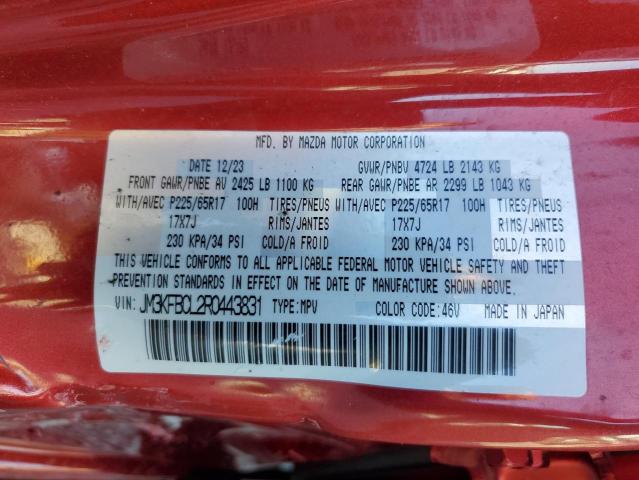 MFD. BY MAZDA MOTOR CORPORATION
DATE 12/23 GVWR/PNBV 4724 LB 2143 KG
FRONT GAWR/PNBE AV 2425 LB 1100 KG REAR GAWR/PNBE AR 2299 LB 1043 KG
WITH/AVEC P225/65R17 100H TIRES/PNEUS WITH/AVEC P225/65R17 100H TIRES/PNEUS
17X7J RIMS/JANTES 17X7J RIMS/JANTES
230 KPA/34 PSI COLD/A FROID 230 KPA/34 PSI COLD/A FROID
THIS VEHICLE CONFORMS TO ALL APPLICABLE FEDERAL MOTOR VEHICLE SAFETY AND THEFT
PREVENTION STANDARDS IN EFFECT ON THE DATE OF MANUFACTURE SHOWN ABOVE.
VIN: JM3KFBCL2R0443831 TYPE:MPV COLOR CODE:46V MADE IN JAPAN